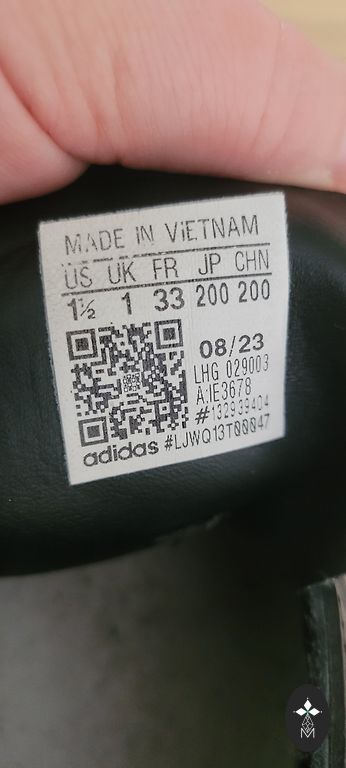 MADE IN VIETNAM
US UK FR JP CHN
1½ 1 33 200 200
08/23
LHG 029003
A:IE3678
#132939404
adidas #LJWQ13T00047
M